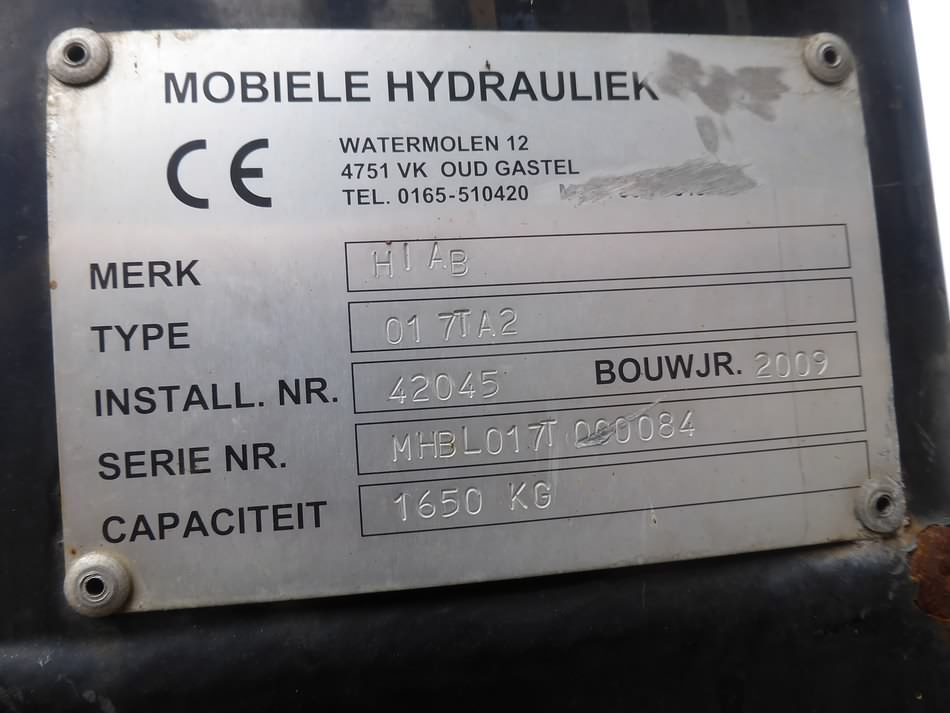 MOBIELE HYDRAULIEK
CE
WATERMOLEN 12
4751 VK OUD GASTEL
TEL. 0165-510420
MERK HIAB
TYPE 017TA2
INSTALL. NR. 42045 BOUWJR. 2009
SERIE NR. MHBL017T000084
CAPACITEIT 1650 KG